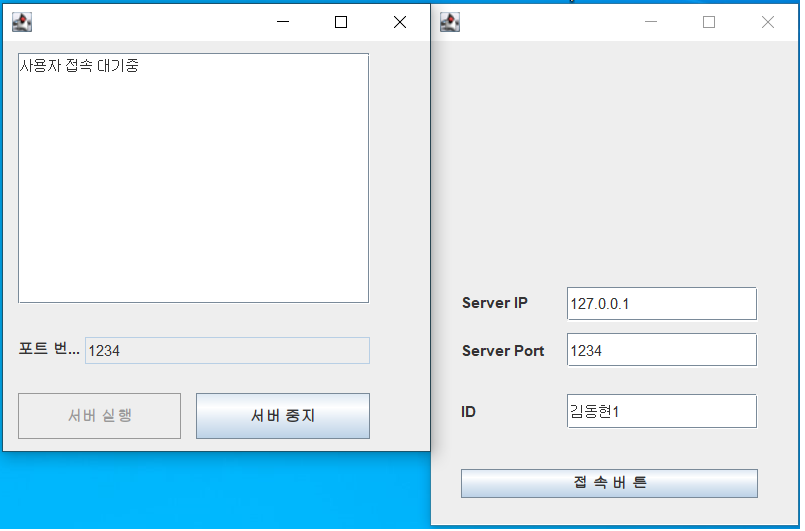 사용자 접속 대기중
포트 번...
1234
서버 실행
서버 중지
Server IP
127.0.0.1
Server Port
1234
ID
김동현1
접 속 버 튼